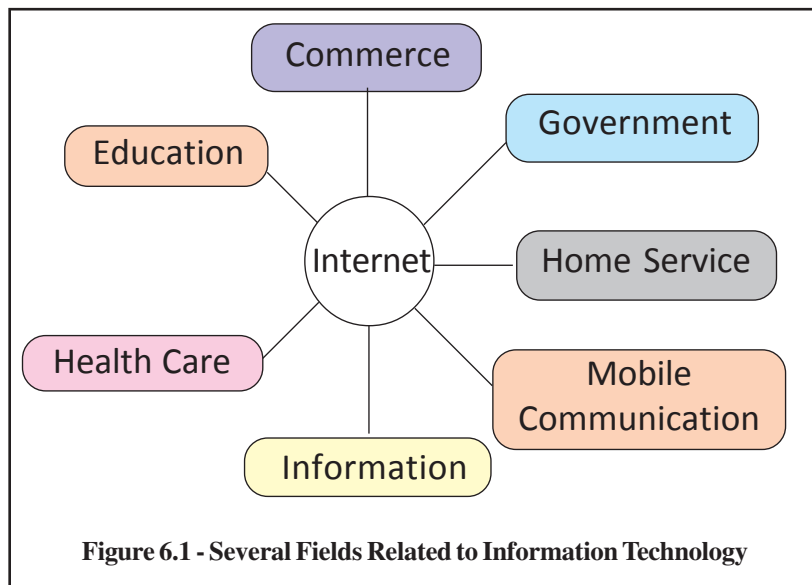 Commerce
Government
Education
Internet
Home Service
Health Care
Mobile
Communication
Information
Figure 6.1 - Several Fields Related to Information Technology